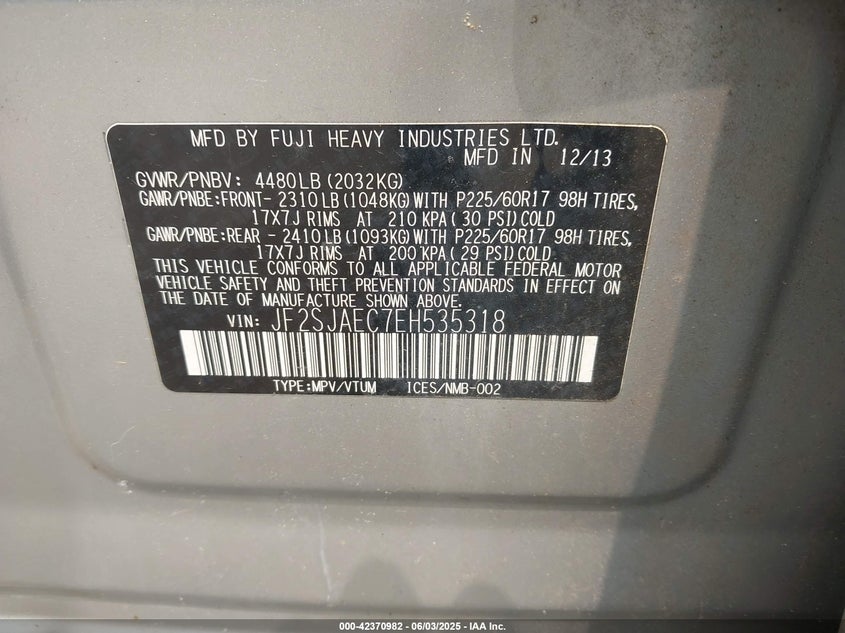 MFD BY FUJI HEAVY INDUSTRIES LTD.
MFD IN 12/13
GVWR/PNBV: 4480LB(2032KG)
GAWR/PNBE:FRONT- 2310LB(1048KG)WITH P225/60R17 98H TIRES,
17X7J RIMS AT 210 KPA( 30 PSI)COLD
GAWR/PNBE:REAR - 2410LB(1093KG)WITH P225/60R17 98H TIRES,
17X7J RIMS AT 200 KPA( 29 PSI)COLD
THIS VEHICLE CONFORMS TO ALL APPLICABLE FEDERAL MOTOR
VEHICLE SAFETY AND THEFT PREVENTION STANDARDS IN EFFECT ON
THE DATE OF MANUFACTURE SHOWN ABOVE.
VIN: JF2SJAEC7EH535318
TYPE:MPV/VTUM ICES/NMB-002
000-42370982 - 06/03/2025 - IAA Inc.